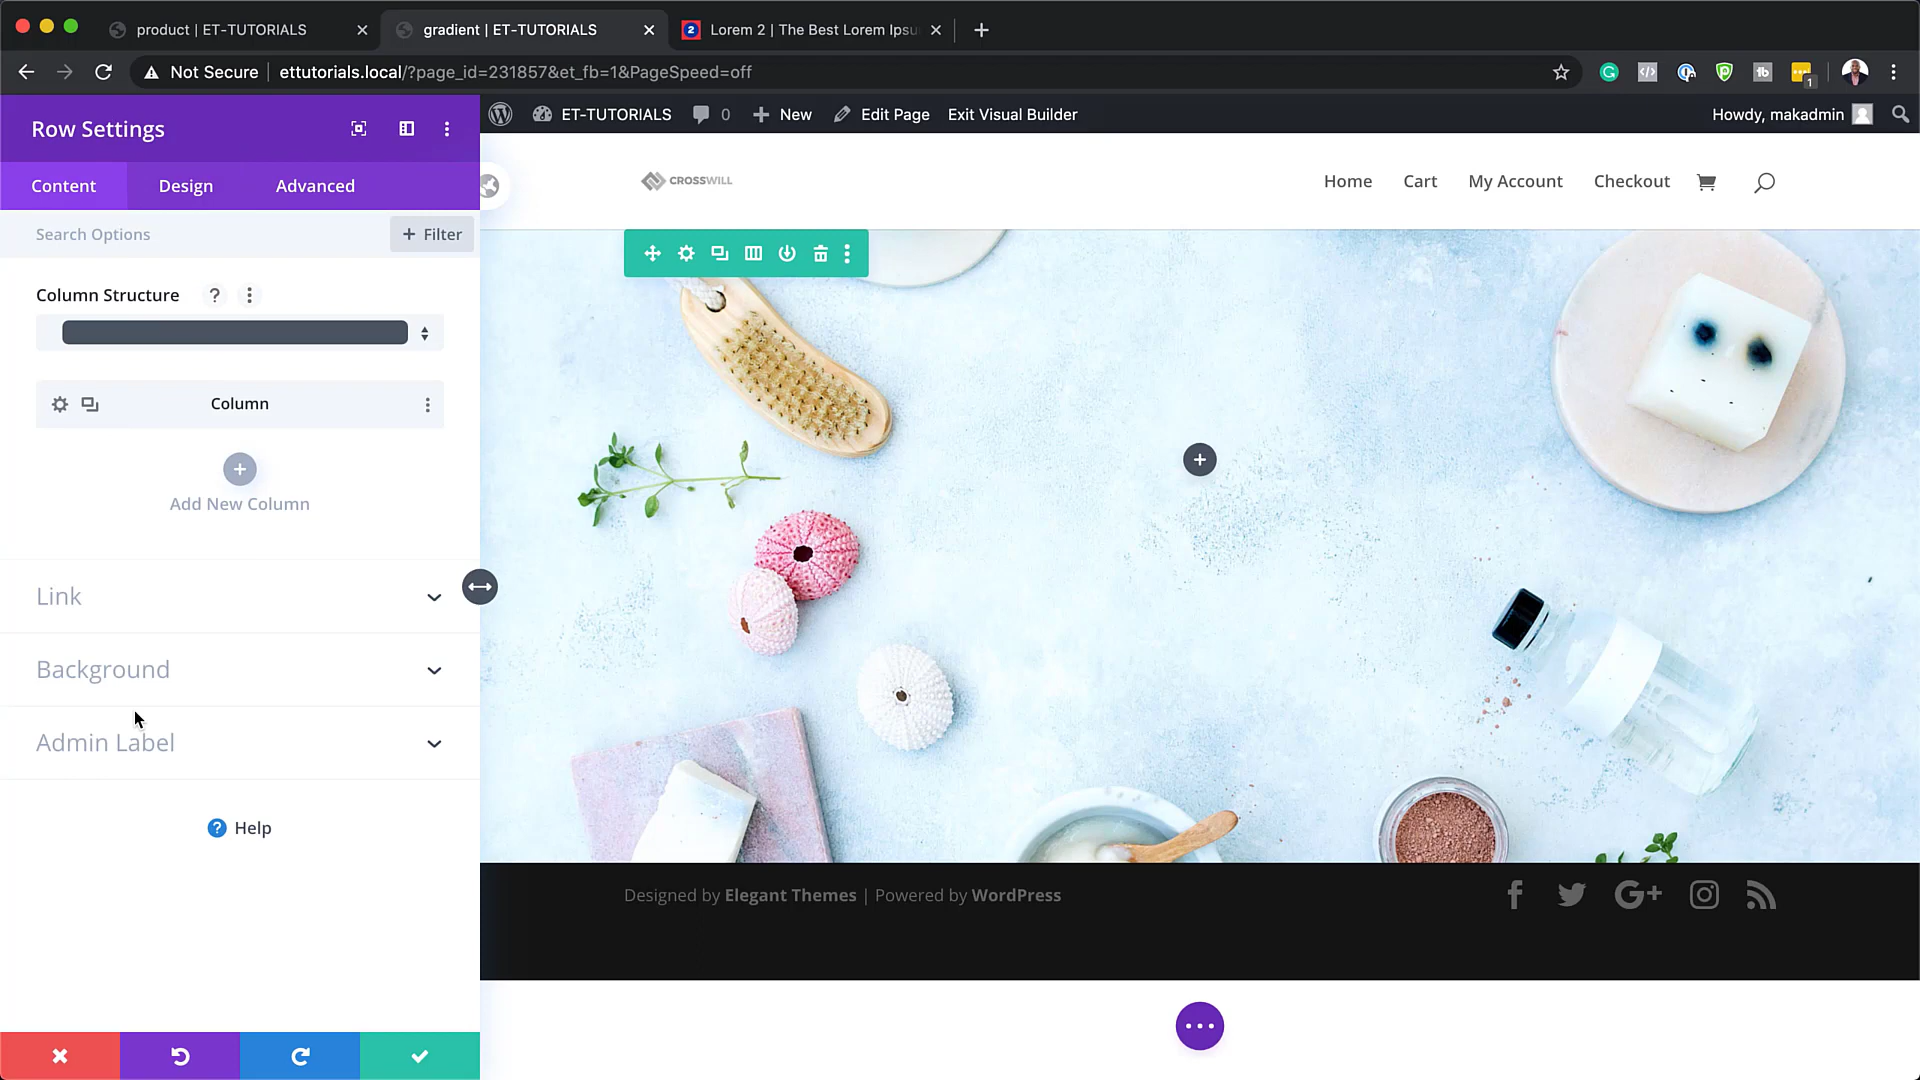 product | ET-TUTORIALS
gradient | ET-TUTORIALS
2
Lorem 2 | The Best Lorem Ipsu
Not Secure
ettutorials.local/?page_id=231857&et_fb=1&PageSpeed=off
1
Row Settings
ET-TUTORIALS
0
New
Edit Page
Exit Visual Builder
Howdy, makadmin
Content
Design
Advanced
CROSSWILL
Home
Cart
My Account
Checkout
Search Options
+ Filter
Column Structure
?
Column
Add New Column
Link
Background
Admin Label
? Help
Designed by Elegant Themes | Powered by WordPress